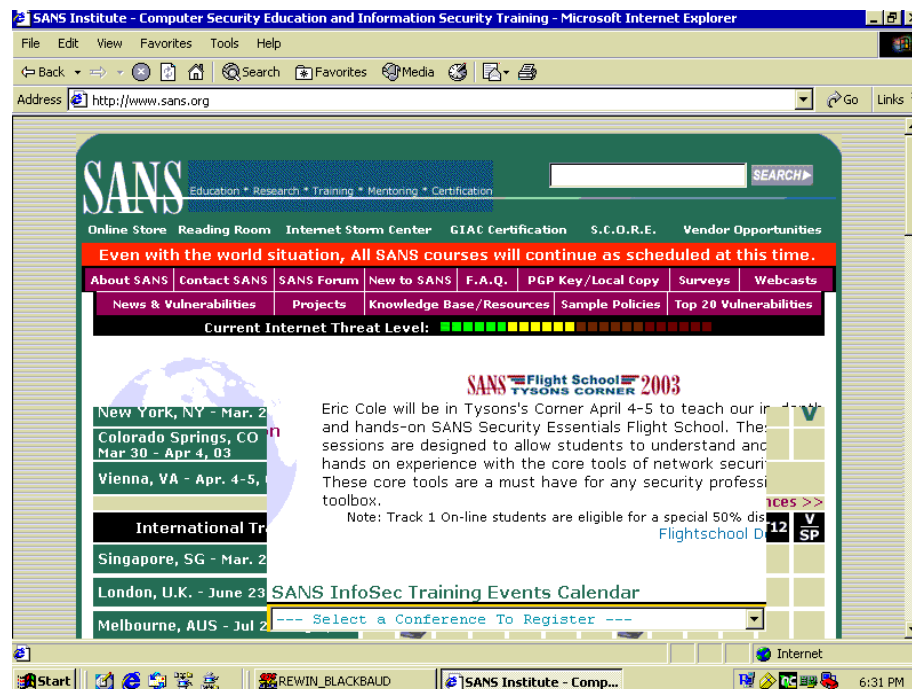 SANS Institute - Computer Security Education and Information Security Training - Microsoft Internet Explorer
File Edit View Favorites Tools Help
Back Search Favorites Media
Address http://www.sans.org Go Links
SANS Education * Research * Training * Mentoring * Certification SEARCH
Online Store Reading Room Internet Storm Center GIAC Certification S.C.O.R.E. Vendor Opportunities
Even with the world situation, All SANS courses will continue as scheduled at this time.
About SANS Contact SANS SANS Forum New to SANS F.A.Q. PGP Key/Local Copy Surveys Webcasts
News & Vulnerabilities Projects Knowledge Base/Resources Sample Policies Top 20 Vulnerabilities
Current Internet Threat Level:
SANS Flight School TYSONS CORNER 2003
Eric Cole will be in Tysons's Corner April 4-5 to teach our in-depth
and hands-on SANS Security Essentials Flight School.
sessions are designed to allow students to understand and
hands on experience with the core tools of network
These core tools are a must have for any security
toolbox.
Note: Track 1 On-line students are eligible for a special 50%
Flightschool
New York, NY - Mar. 2
Colorado Springs, CO
Mar 30 - Apr 4, 03
Vienna, VA - Apr. 4-5,
V
>>
International
12 V
SP
Singapore, SG - Mar. 2
London, U.K. - June 23
Melbourne, AUS - Jul 2
SANS InfoSec Training Events Calendar
--- Select a Conference To Register ---
Internet
Start REWIN_BLACKBAUD SANS Institute - Comp... 6:31 PM